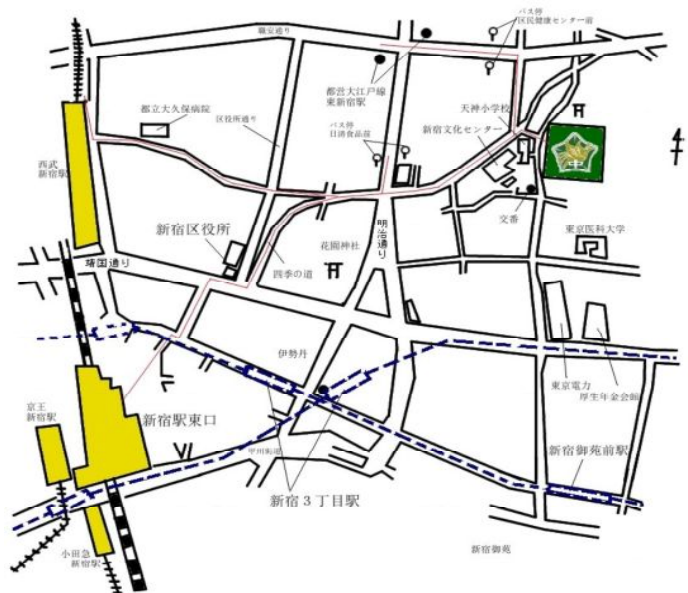 バス停
区民健康センター前
職安通り
都営大江戸線
東新宿駅
都立大久保病院
区役所通り
天神小学校
新宿文化センター
バス停
日清食品前
中
西武
新宿駅
新宿区役所
花園神社
明治通り
交番
東京医科大学
靖国通り
四季の道
伊勢丹
東京電力
厚生年金会館
京王
新宿駅
新宿駅東口
甲州街道
新宿御苑前駅
新宿3丁目駅
小田急
新宿駅
新宿御苑